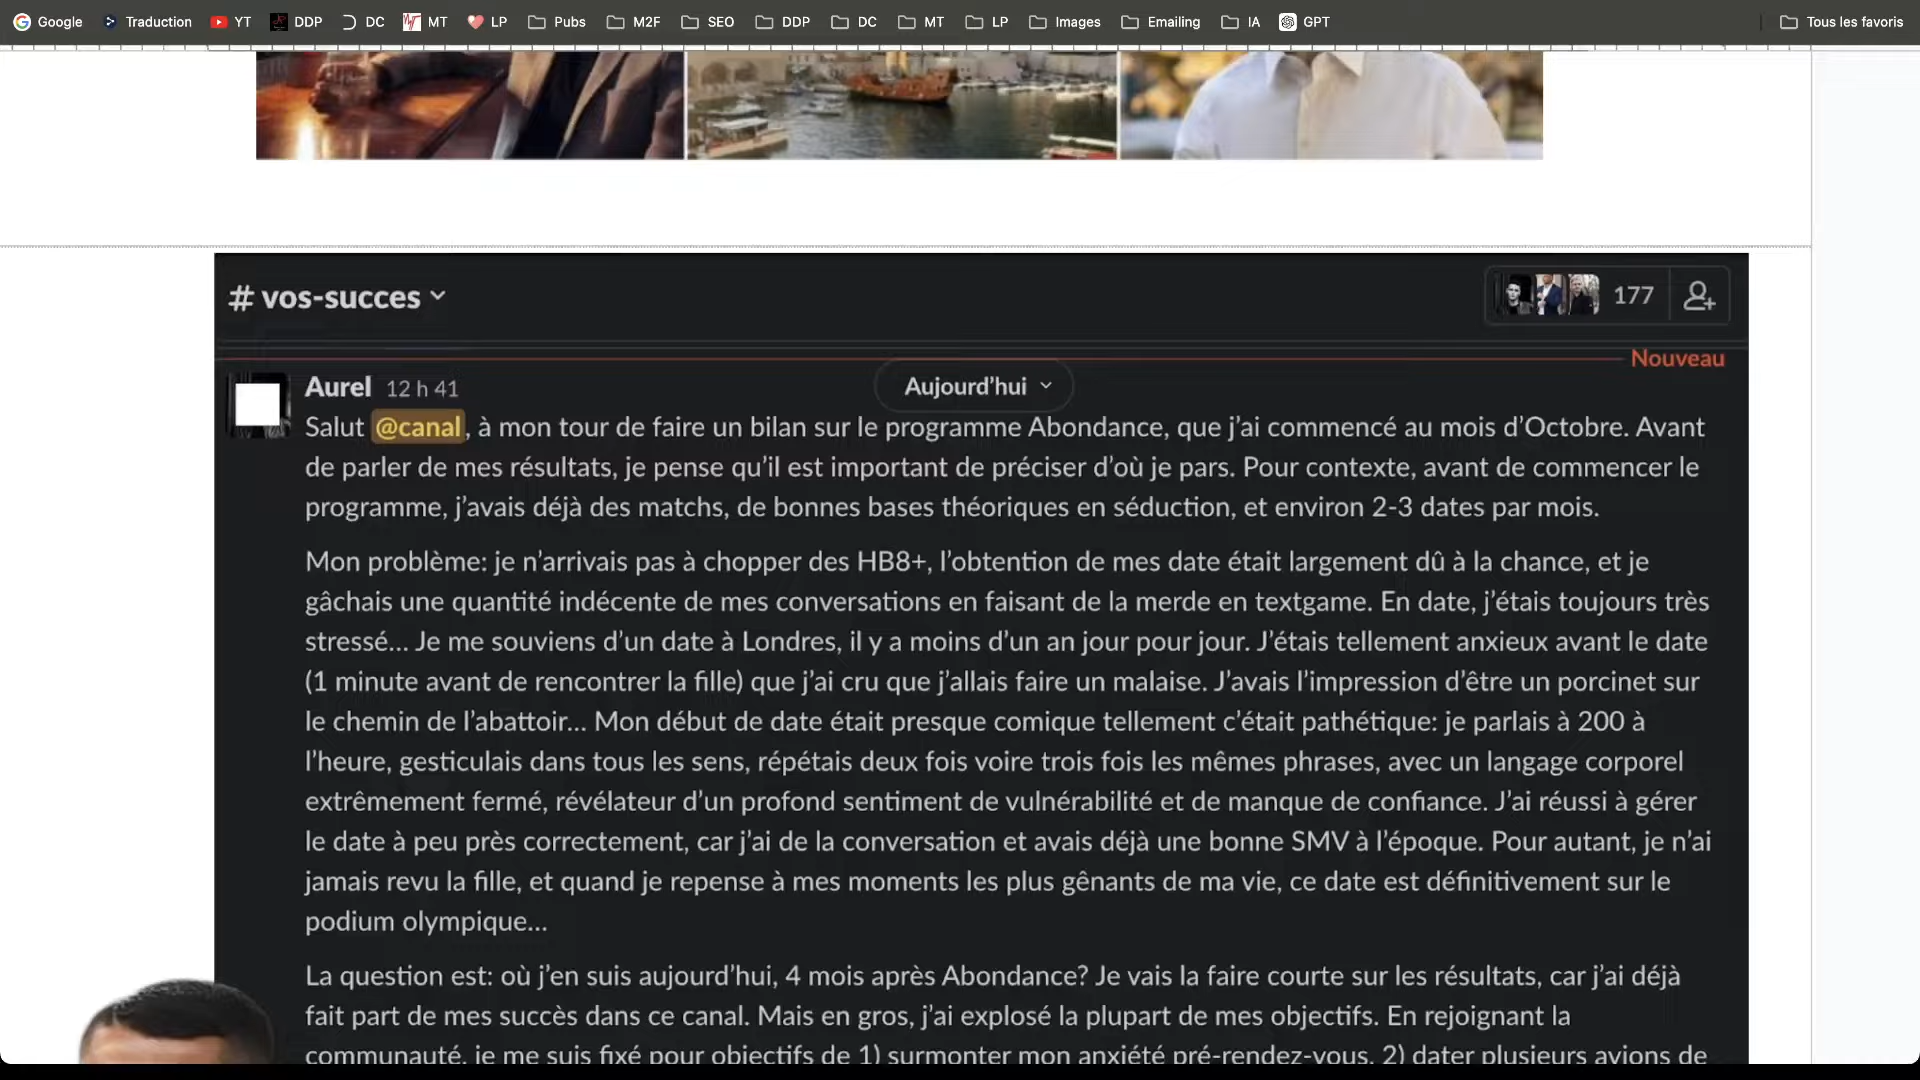 Google Traduction YT DDP DC MT LP Pubs M2F SEO DDP DC MT LP Images Emailing IA GPT Tous les favoris
# vos-succes 177
Nouveau
Aurel 12 h 41 Aujourd’hui
Salut @canal, à mon tour de faire un bilan sur le programme Abondance, que j’ai commencé au mois d’Octobre. Avant
de parler de mes résultats, je pense qu’il est important de préciser d’où je pars. Pour contexte, avant de commencer le
programme, j’avais déjà des matchs, de bonnes bases théoriques en séduction, et environ 2-3 dates par mois.
Mon problème: je n’arrivais pas à chopper des HB8+, l’obtention de mes date était largement dû à la chance, et je
gâchais une quantité indécente de mes conversations en faisant de la merde en textgame. En date, j’étais toujours très
stressé... Je me souviens d’un date à Londres, il y a moins d’un an jour pour jour. J’étais tellement anxieux avant le date
(1 minute avant de rencontrer la fille) que j’ai cru que j’allais faire un malaise. J’avais l’impression d’être un porcinet sur
le chemin de l’abattoir... Mon début de date était presque comique tellement c’était pathétique: je parlais à 200 à
l’heure, gesticulais dans tous les sens, répétais deux fois voire trois fois les mêmes phrases, avec un langage corporel
extrêmement fermé, révélateur d’un profond sentiment de vulnérabilité et de manque de confiance. J’ai réussi à gérer
le date à peu près correctement, car j’ai de la conversation et avais déjà une bonne SMV à l’époque. Pour autant, je n’ai
jamais revu la fille, et quand je repense à mes moments les plus gênants de ma vie, ce date est définitivement sur le
podium olympique...
La question est: où j’en suis aujourd’hui, 4 mois après Abondance? Je vais la faire courte sur les résultats, car j’ai déjà
fait part de mes succès dans ce canal. Mais en gros, j’ai explosé la plupart de mes objectifs. En rejoignant la
communauté, je me suis fixé pour objectifs de 1) surmonter mon anxiété pré-rendez-vous, 2) dater plusieurs avions de